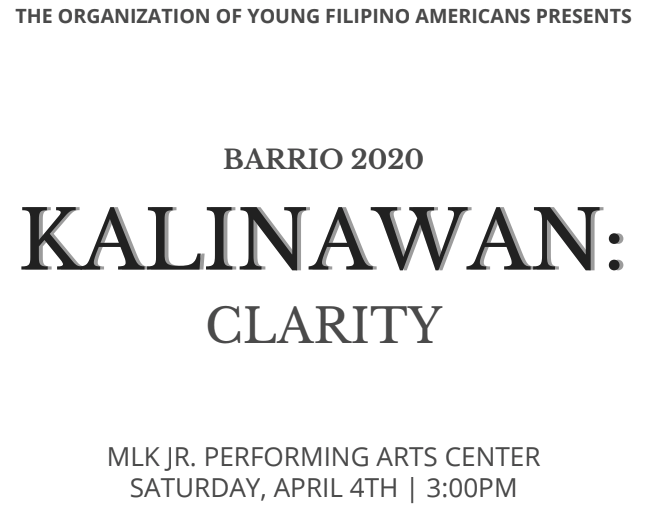 THE ORGANIZATION OF YOUNG FILIPINO AMERICANS PRESENTS
BARRIO 2020
KALINAWAN:
CLARITY
MLK JR. PERFORMING ARTS CENTER
SATURDAY, APRIL 4TH | 3:00PM